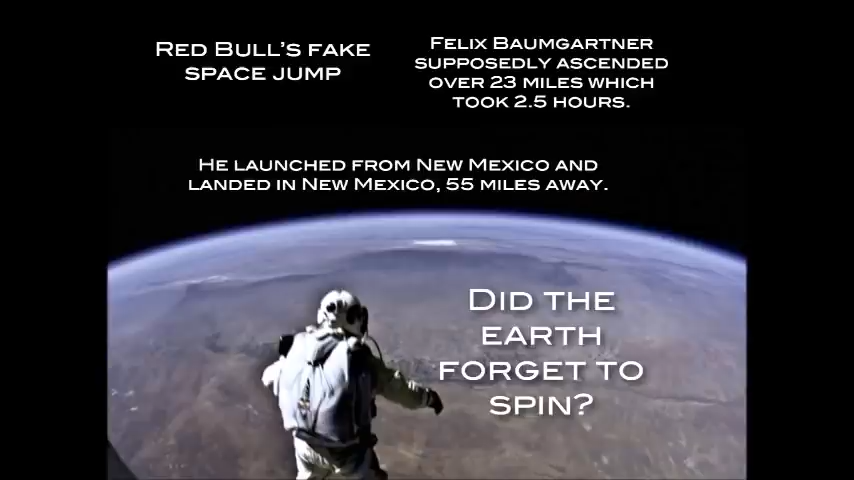 Red Bull's fake
space jump
Felix Baumgartner
supposedly ascended
over 23 miles which
took 2.5 hours.
He launched from New Mexico and
landed in New Mexico, 55 miles away.
Did the
earth
forget to
spin?